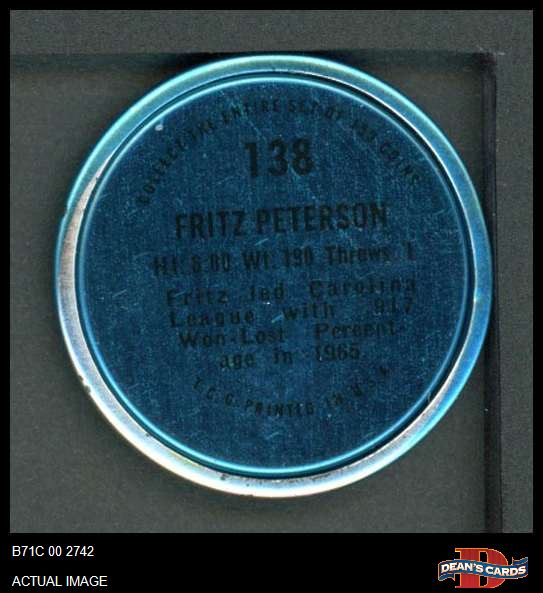 COLLECT THE ENTIRE SET OF 153 COINS
138
FRITZ PETERSON
Ht: 6.00 Wt: 190 Throws: L
Fritz led Carolina
League with .917
Won-Lost Percent-
age in 1965.
T.C.G. PRINTED IN U.S.A.
B71C 00 2742
ACTUAL IMAGE
DEAN'S CARDS